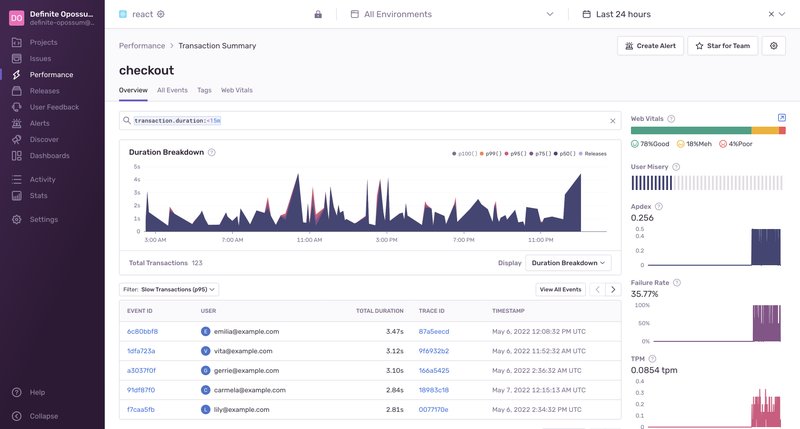 DO
Definite Opossu...
definite-opossum@...
Projects
Issues
Performance
Releases
User Feedback
Alerts
Discover
Dashboards
Activity
Stats
Settings
Help
Collapse
react
All Environments
Last 24 hours
Performance > Transaction Summary
Create Alert
Star for Team
checkout
Overview All Events Tags Web Vitals
transaction.duration:<15m
Duration Breakdown
p100() p99() p95() p75() p50() Releases
5s
4s
3s
2s
1s
0
3:00 AM 7:00 AM 11:00 AM 3:00 PM 7:00 PM 11:00 PM
Total Transactions 123
Display Duration Breakdown
Filter: Slow Transactions (p95)
View All Events
EVENT ID USER TOTAL DURATION TRACE ID TIMESTAMP
6c80bbf8 E emilia@example.com 3.47s 87a5eecd May 6, 2022 12:08:32 PM UTC
1dfa723a V vita@example.com 3.12s 9f6932b2 May 6, 2022 11:52:32 AM UTC
a3037f0f G gerrie@example.com 3.10s 166a5425 May 6, 2022 2:36:32 AM UTC
91df87f0 C carmela@example.com 2.84s 18983c18 May 7, 2022 12:15:13 AM UTC
f7caa5fb L lily@example.com 2.81s 0077170e May 6, 2022 2:34:32 PM UTC
Web Vitals
78%Good 18%Meh 4%Poor
User Misery
Apdex
0.256
0.5
0.4
0
Failure Rate
35.77%
100%
50%
0%
TPM
0.0854 tpm
0.4
0.3
0.2
0.1
0